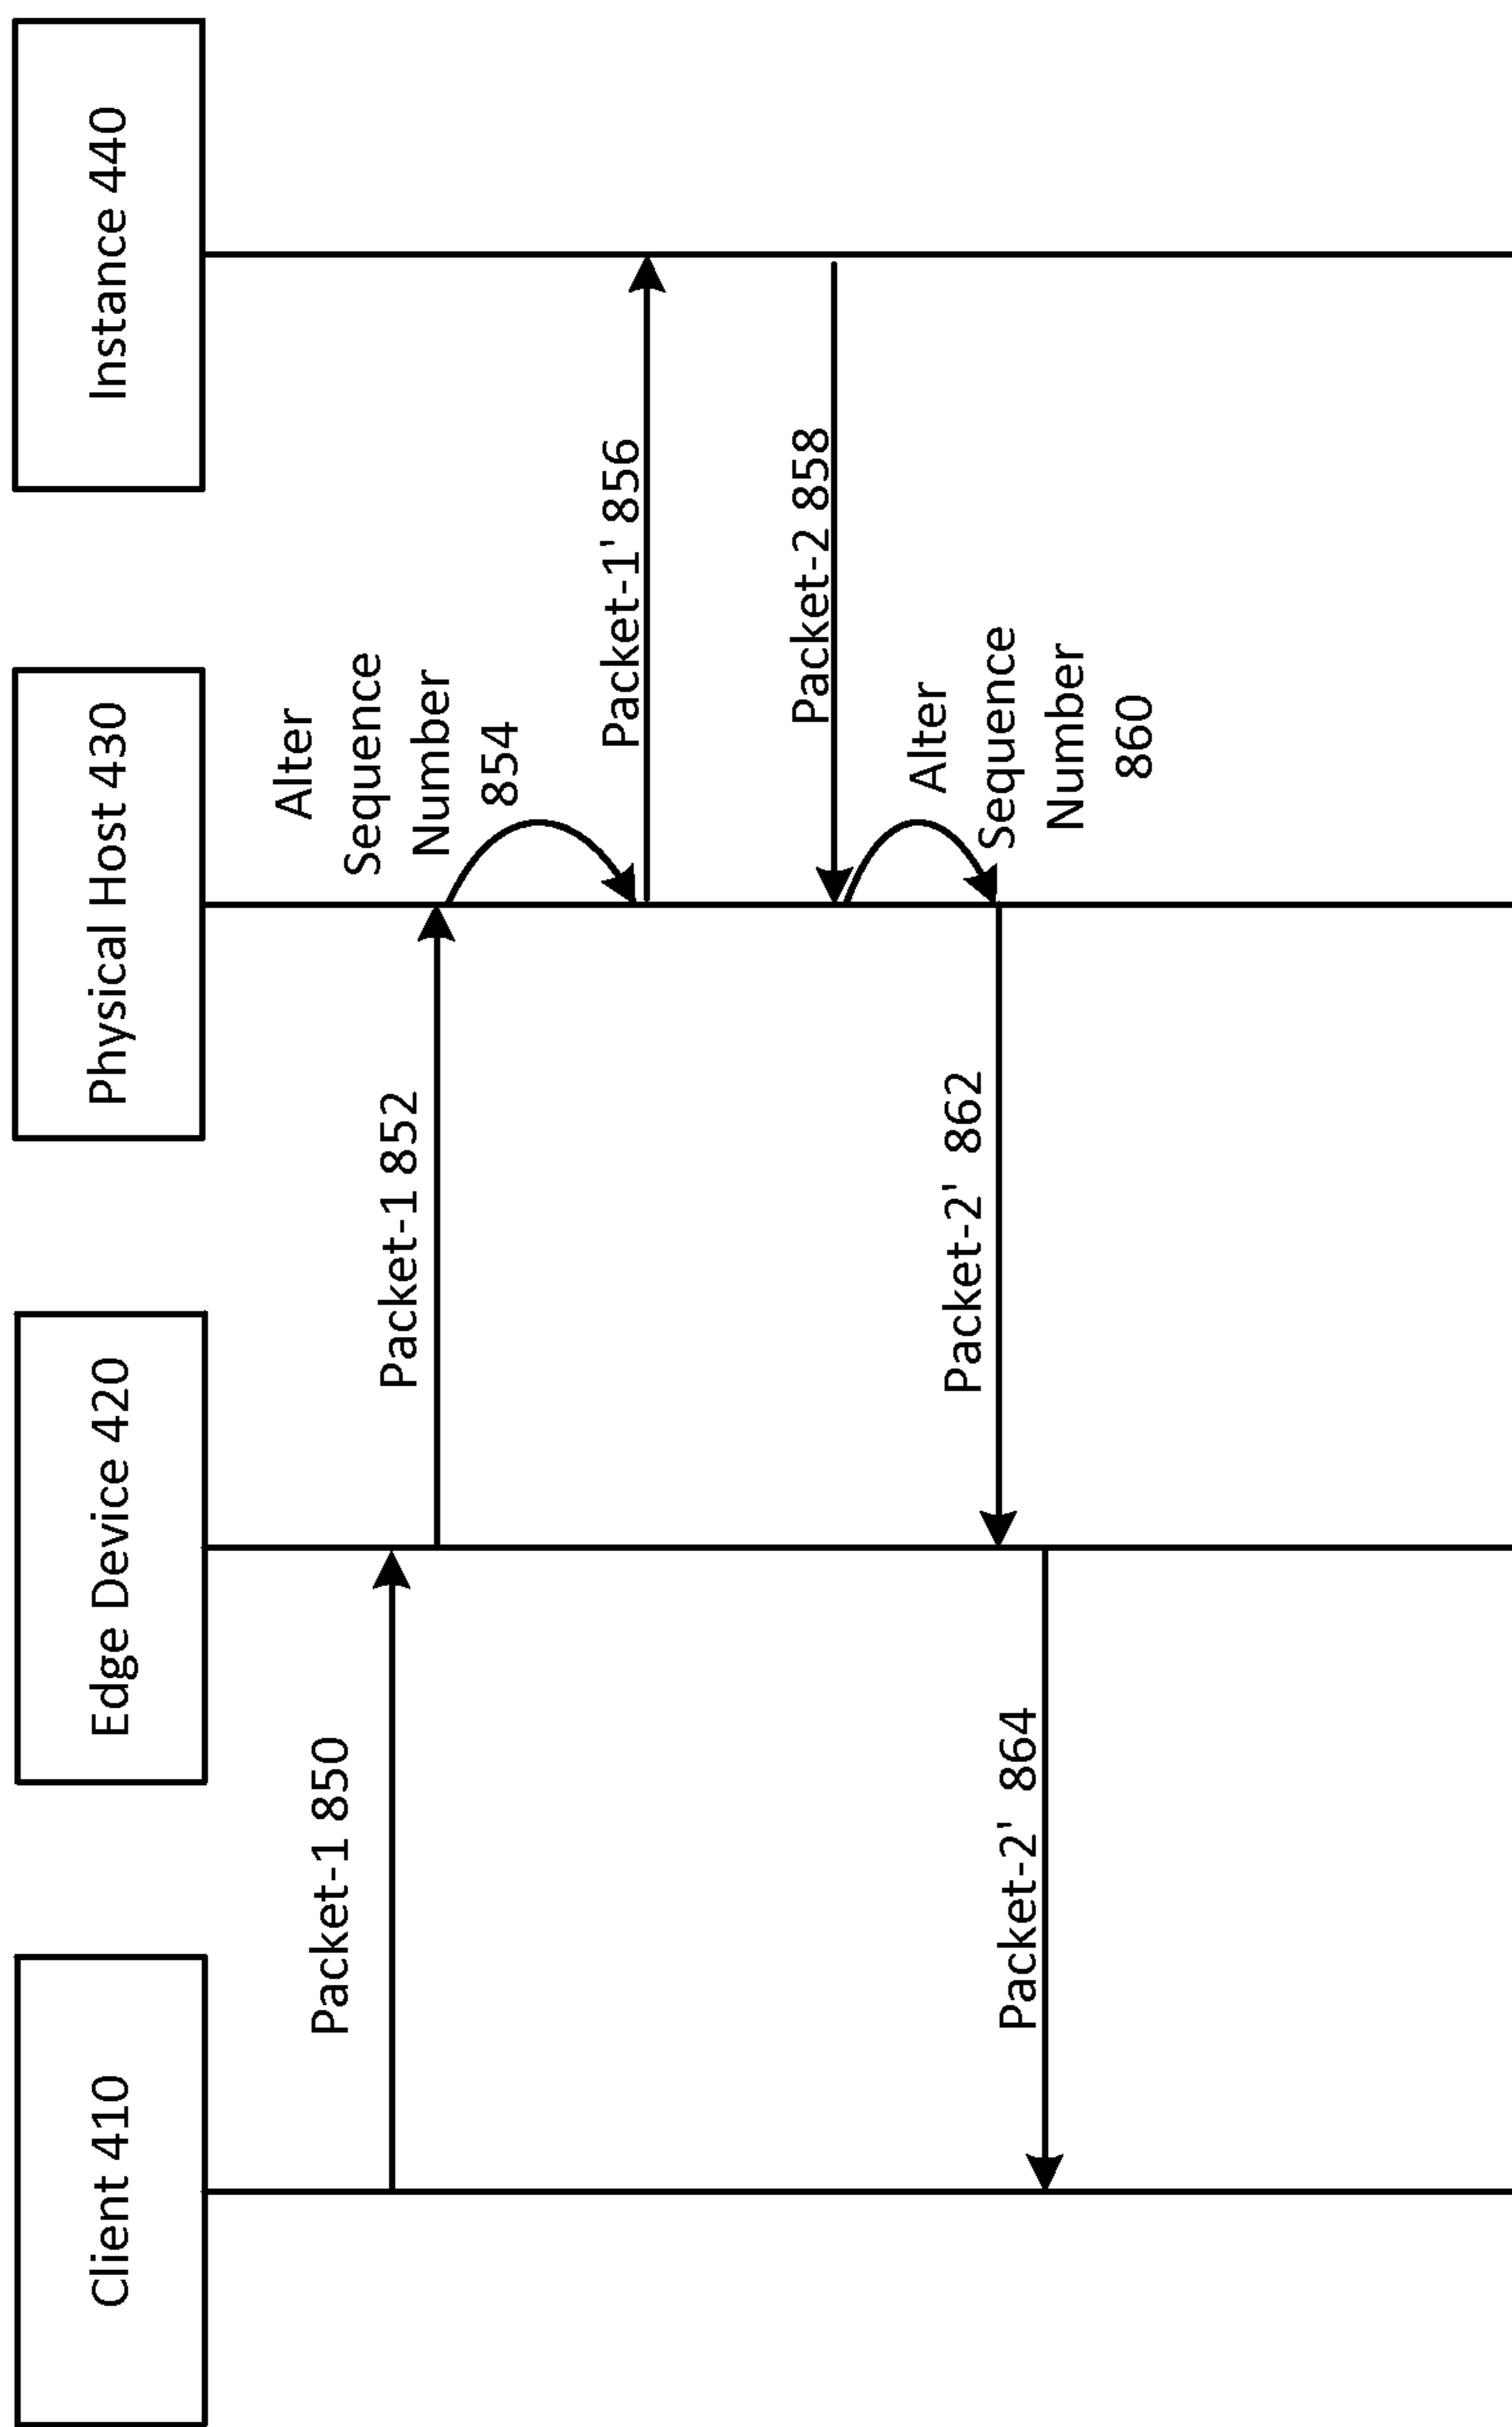 Client 410
Edge Device 420
Physical Host 430
Instance 440
Packet-1 850
Packet-1 852
Alter
Sequence
Number
854
Packet-1' 856
Packet-2 858
Alter
Sequence
Number
860
Packet-2' 862
Packet-2' 864